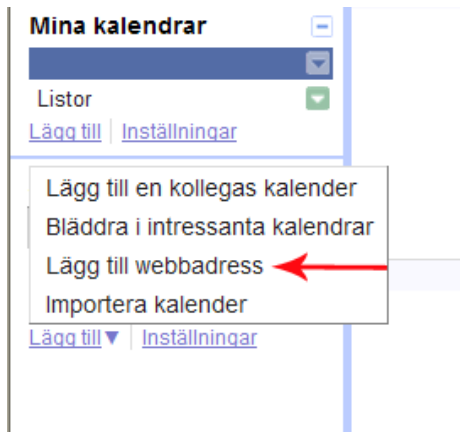 Mina kalendrar
Listor
Lägg till Inställningar
Lägg till en kollegas kalender
Bläddra i intressanta kalendrar
Lägg till webbadress
Importera kalender
Lägg till▼ Inställningar